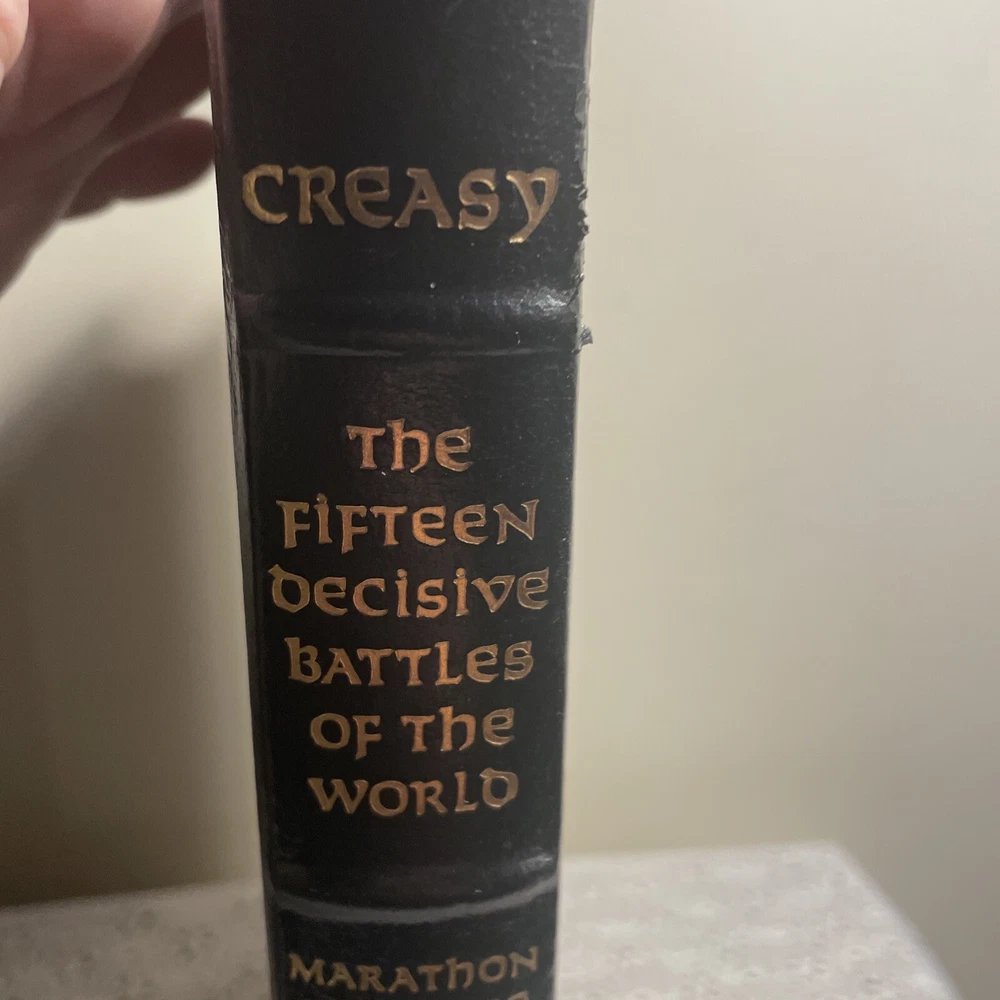 CREASY
The
FiFTEEN
DECiSiVE
BATTLES
OF The
WORLD
MARAThON